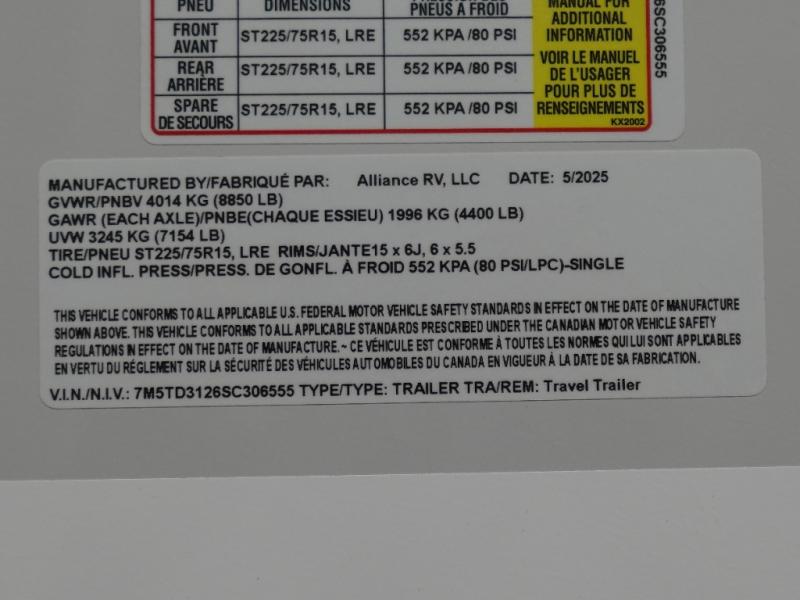 PNEU DIMENSIONS PNEUS À FROID
FRONT AVANT ST225/75R15, LRE 552 KPA /80 PSI
REAR ARRIÈRE ST225/75R15, LRE 552 KPA /80 PSI
SPARE DE SECOURS ST225/75R15, LRE 552 KPA /80 PSI
MANUAL FOR
ADDITIONAL
INFORMATION
VOIR LE MANUEL
DE L'USAGER
POUR PLUS DE
RENSEIGNEMENTS
KX2002
6SC306555
MANUFACTURED BY/FABRIQUÉ PAR: Alliance RV, LLC DATE: 5/2025
GVWR/PNBV 4014 KG (8850 LB)
GAWR (EACH AXLE)/PNBE(CHAQUE ESSIEU) 1996 KG (4400 LB)
UVW 3245 KG (7154 LB)
TIRE/PNEU ST225/75R15, LRE RIMS/JANTE15 x 6J, 6 x 5.5
COLD INFL. PRESS/PRESS. DE GONFL. À FROID 552 KPA (80 PSI/LPC)-SINGLE
THIS VEHICLE CONFORMS TO ALL APPLICABLE U.S. FEDERAL MOTOR VEHICLE SAFETY STANDARDS IN EFFECT ON THE DATE OF MANUFACTURE
SHOWN ABOVE. THIS VEHICLE CONFORMS TO ALL APPLICABLE STANDARDS PRESCRIBED UNDER THE CANADIAN MOTOR VEHICLE SAFETY
REGULATIONS IN EFFECT ON THE DATE OF MANUFACTURE. ~ CE VÉHICULE EST CONFORME À TOUTES LES NORMES QUI LUI SONT APPLICABLES
EN VERTU DU RÉGLEMENT SUR LA SÉCURITÉ DES VÉHICULES AUTOMOBILES DU CANADA EN VIGUEUR À LA DATE DE SA FABRICATION.
V.I.N./N.I.V.: 7M5TD3126SC306555 TYPE/TYPE: TRAILER TRA/REM: Travel Trailer